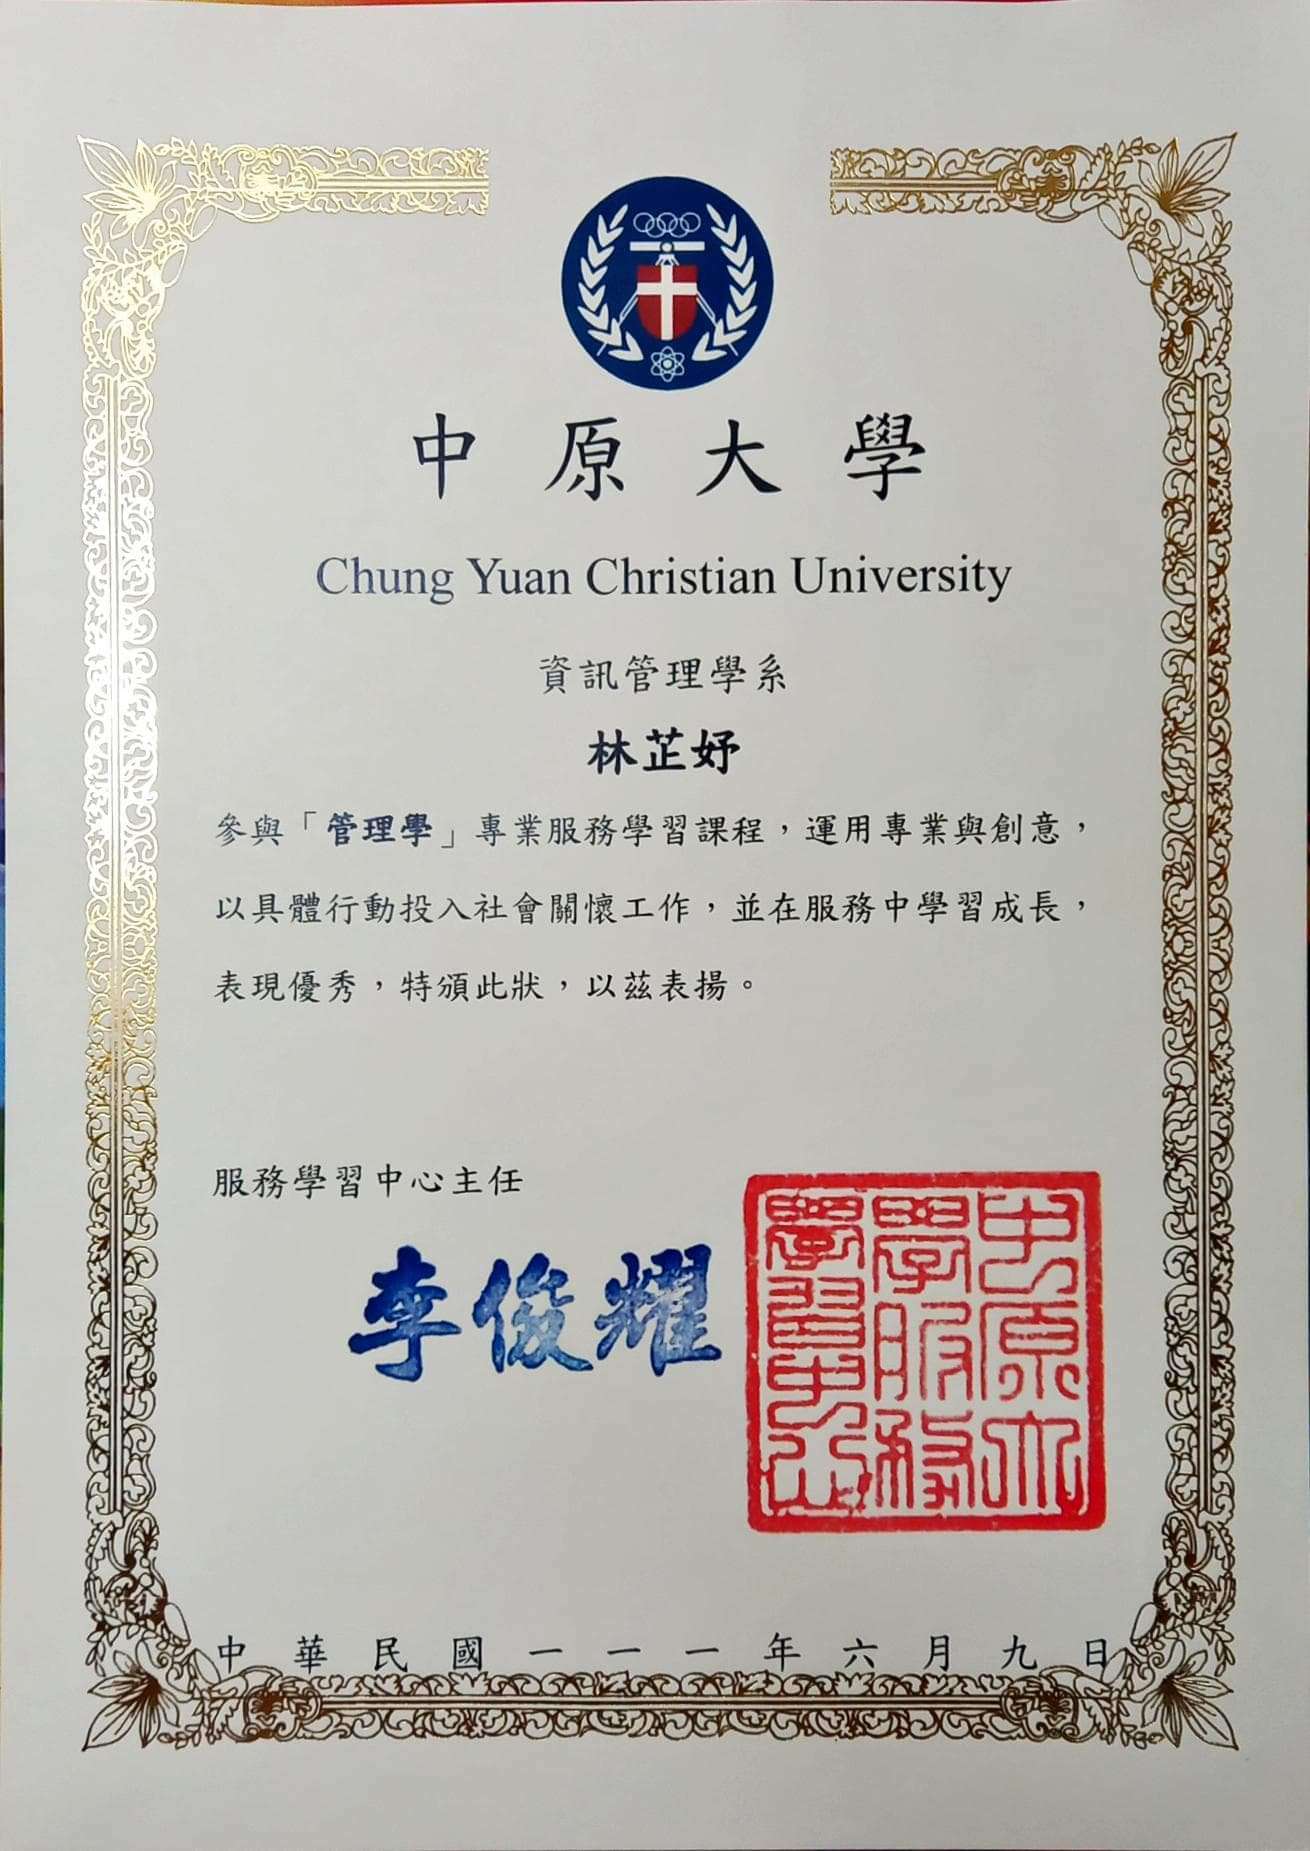 中原大學
Chung Yuan Christian University
資訊管理學系
林芷妤
參與「管理學」專業服務學習課程，運用專業與創意，
以具體行動投入社會關懷工作，並在服務中學習成長，
表現優秀，特頒此狀，以茲表揚。
服務學習中心主任
李俊耀
中原大
學服務
學習中心
中華民國一一一年六月九日